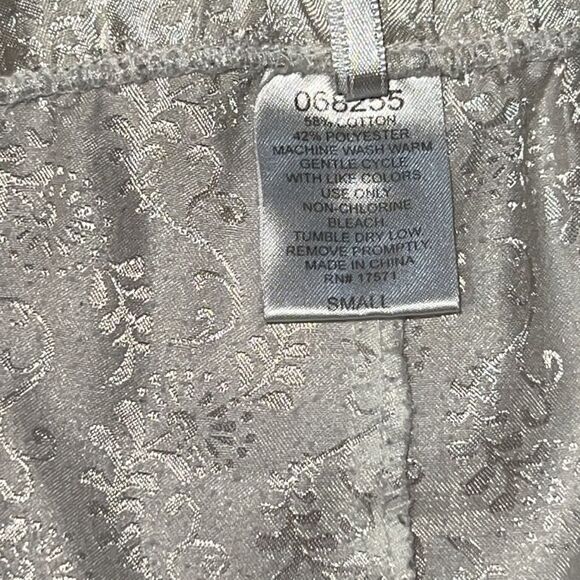 068255
58% COTTON
42% POLYESTER
MACHINE WASH WARM
GENTLE CYCLE
WITH LIKE COLORS
USE ONLY
NON-CHLORINE
BLEACH
TUMBLE DRY LOW
REMOVE PROMPTLY.
MADE IN CHINA
RN# 17571
SMALL